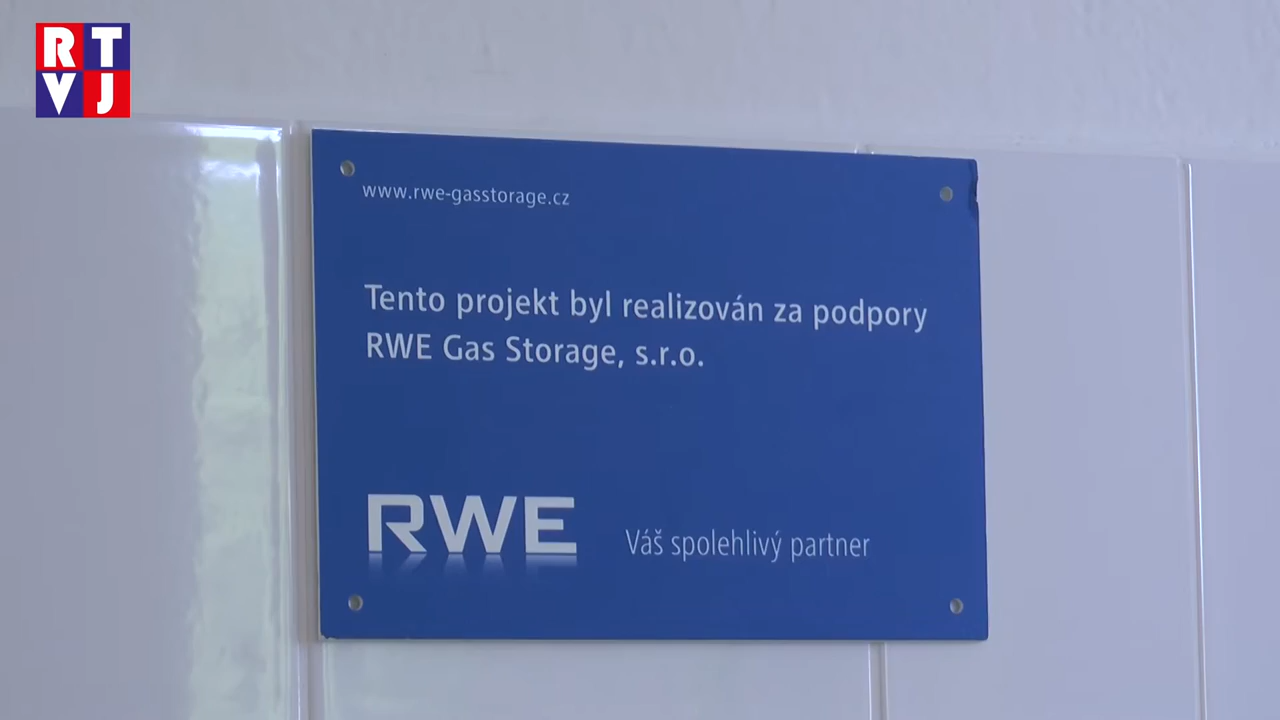 RT
VJ
www.rwe-gasstorage.cz
Tento projekt byl realizován za podpory
RWE Gas Storage, s.r.o.
RWE Váš spolehlivý partner